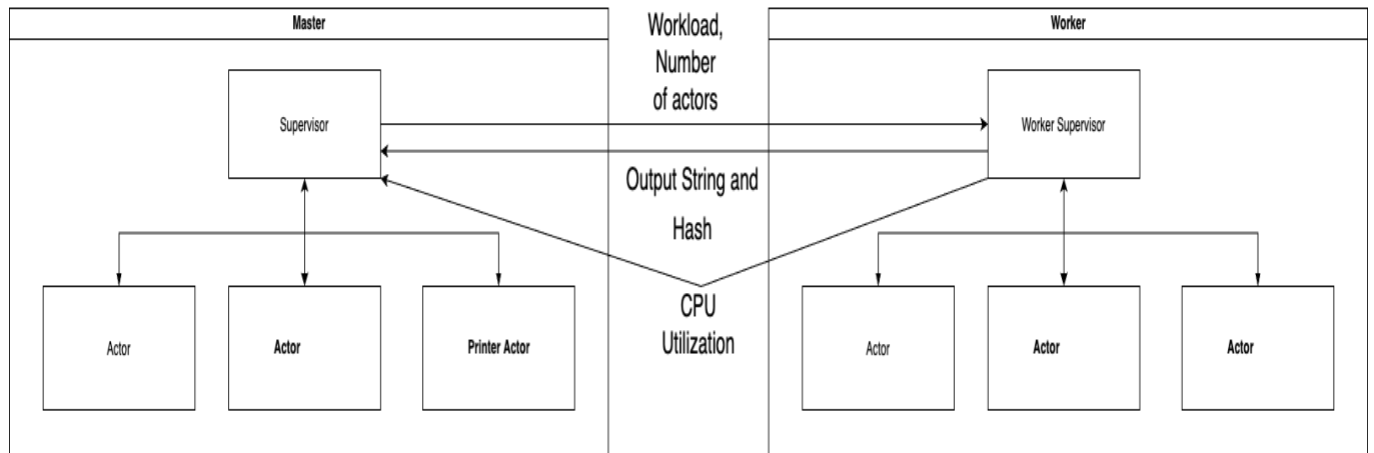 Master
Workload,
Number
of actors
Worker
Supervisor
Worker Supervisor
Output String and
Hash
CPU
Utilization
Actor
Actor
Printer Actor
Actor
Actor
Actor